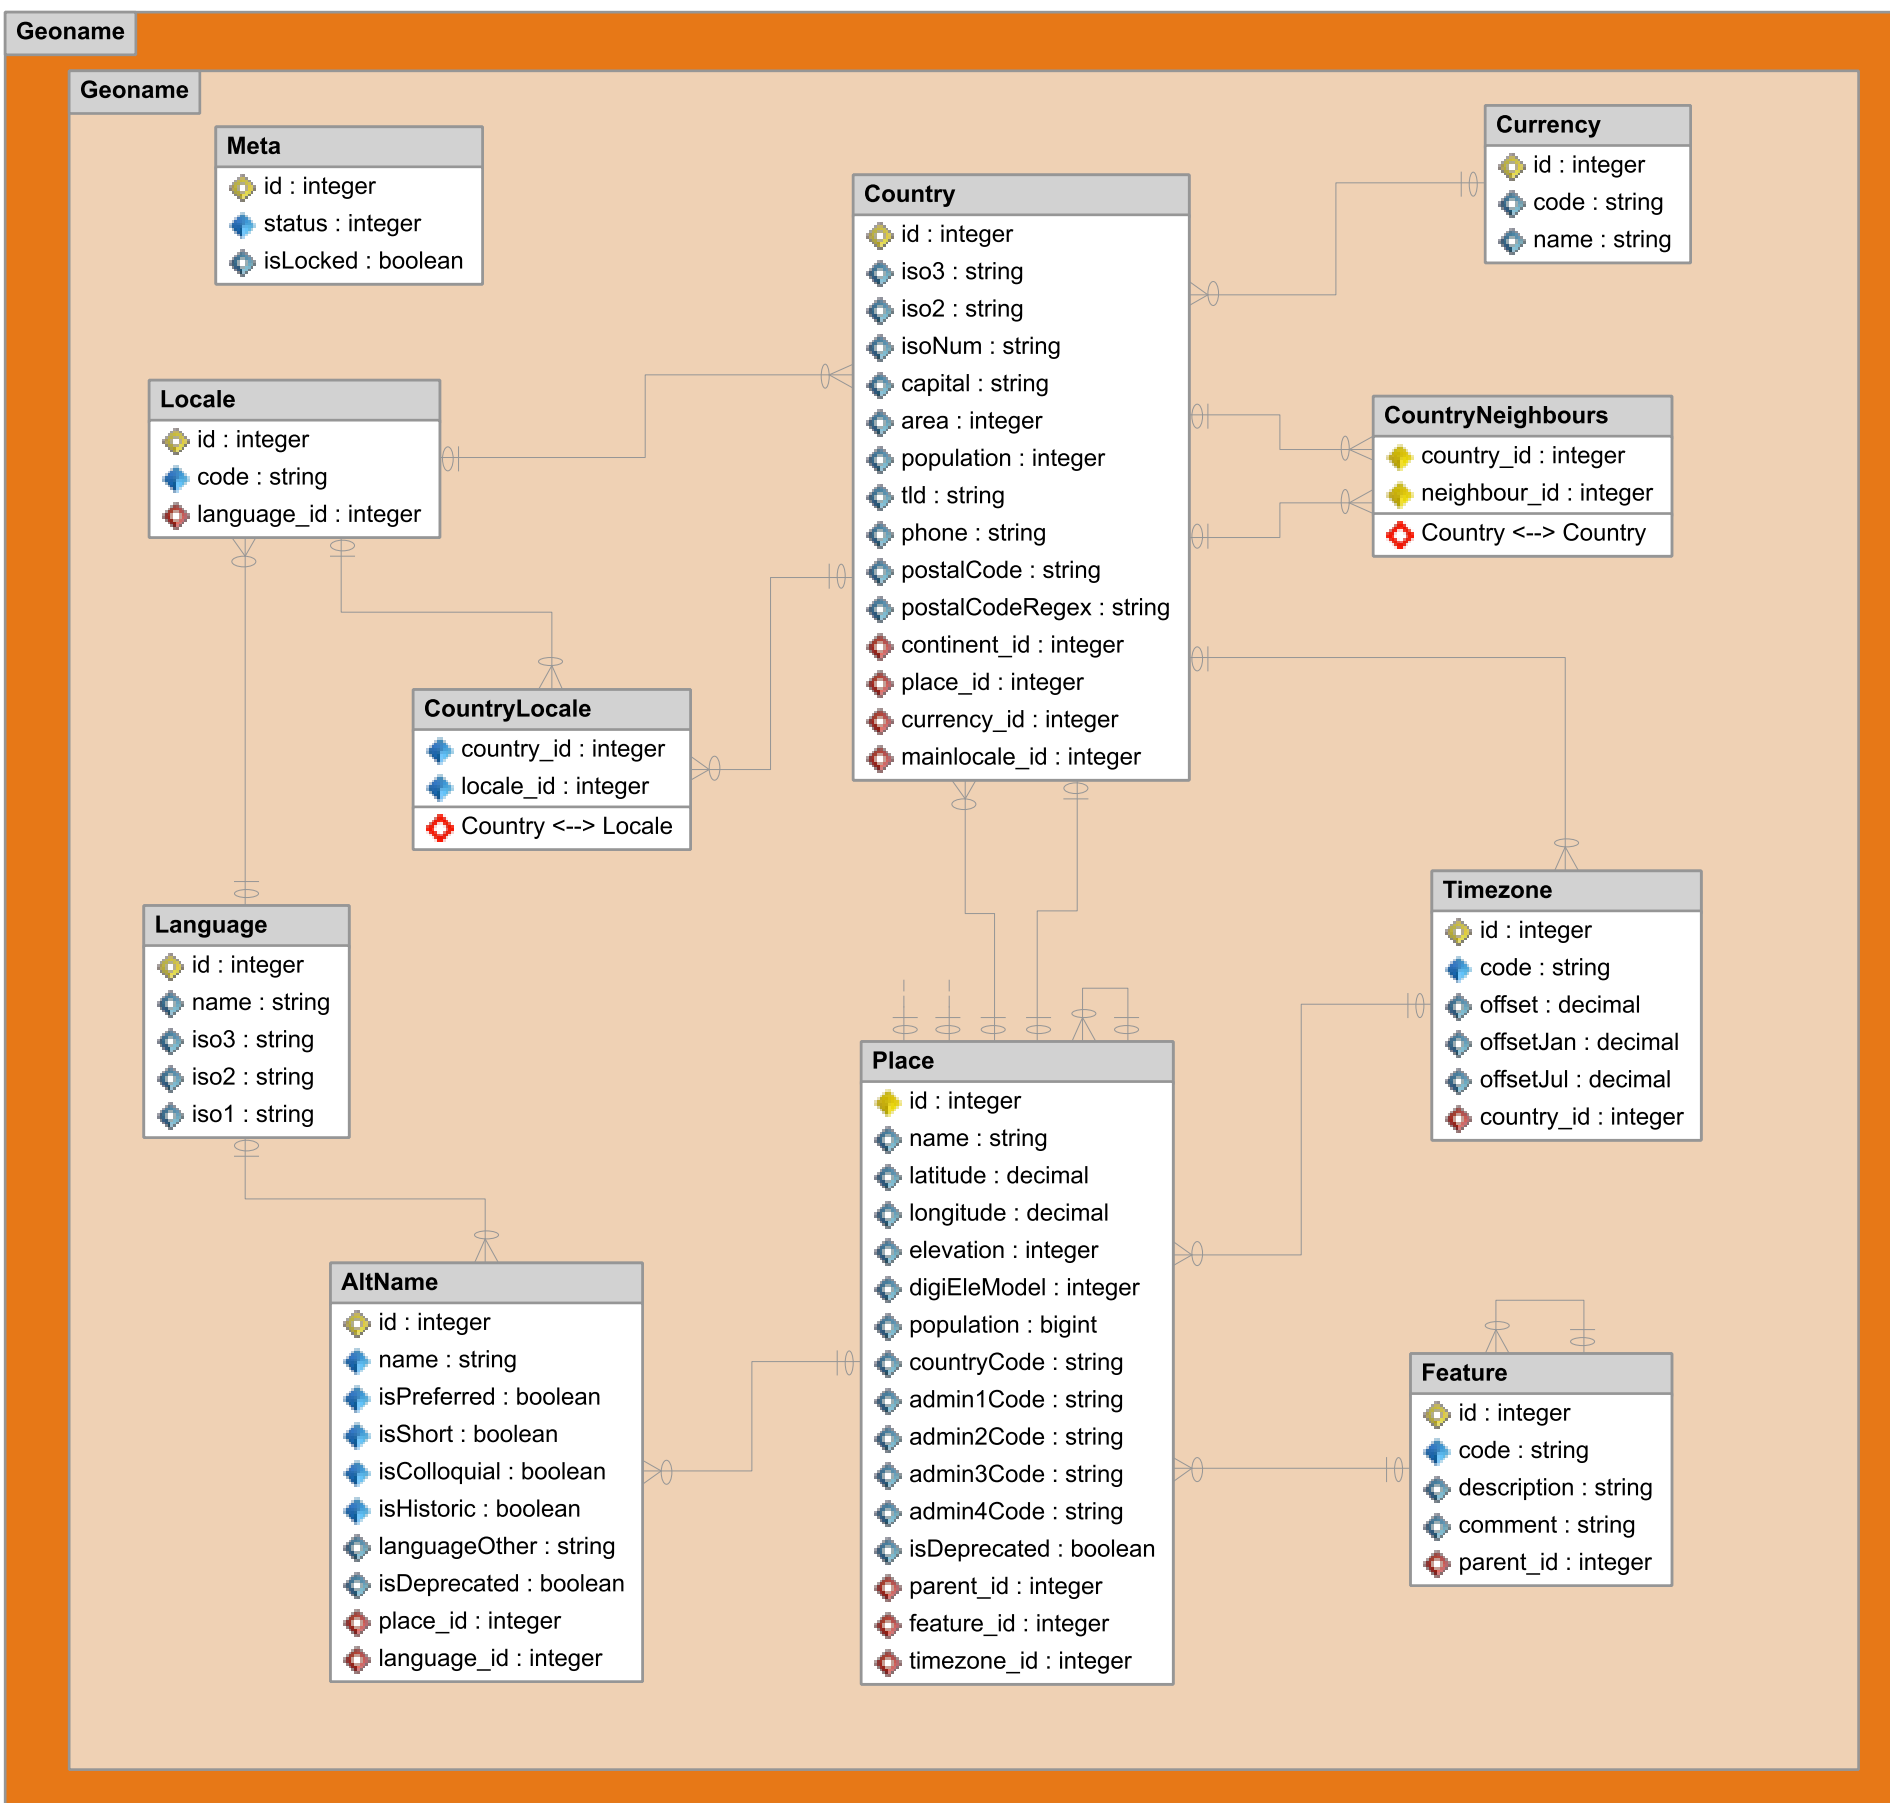 Geoname
Geoname
Meta
id : integer
status : integer
isLocked : boolean
Currency
id : integer
code : string
name : string
Country
id : integer
iso3 : string
iso2 : string
isoNum : string
capital : string
area : integer
population : integer
tld : string
phone : string
postalCode : string
postalCodeRegex : string
continent_id : integer
place_id : integer
currency_id : integer
mainlocale_id : integer
Locale
id : integer
code : string
language_id : integer
CountryNeighbours
country_id : integer
neighbour_id : integer
Country <--> Country
CountryLocale
country_id : integer
locale_id : integer
Country <--> Locale
Language
id : integer
name : string
iso3 : string
iso2 : string
iso1 : string
Timezone
id : integer
code : string
offset : decimal
offsetJan : decimal
offsetJul : decimal
country_id : integer
Place
id : integer
name : string
latitude : decimal
longitude : decimal
elevation : integer
digiEleModel : integer
population : bigint
countryCode : string
admin1Code : string
admin2Code : string
admin3Code : string
admin4Code : string
isDeprecated : boolean
parent_id : integer
feature_id : integer
timezone_id : integer
AltName
id : integer
name : string
isPreferred : boolean
isShort : boolean
isColloquial : boolean
isHistoric : boolean
languageOther : string
isDeprecated : boolean
place_id : integer
language_id : integer
Feature
id : integer
code : string
description : string
comment : string
parent_id : integer